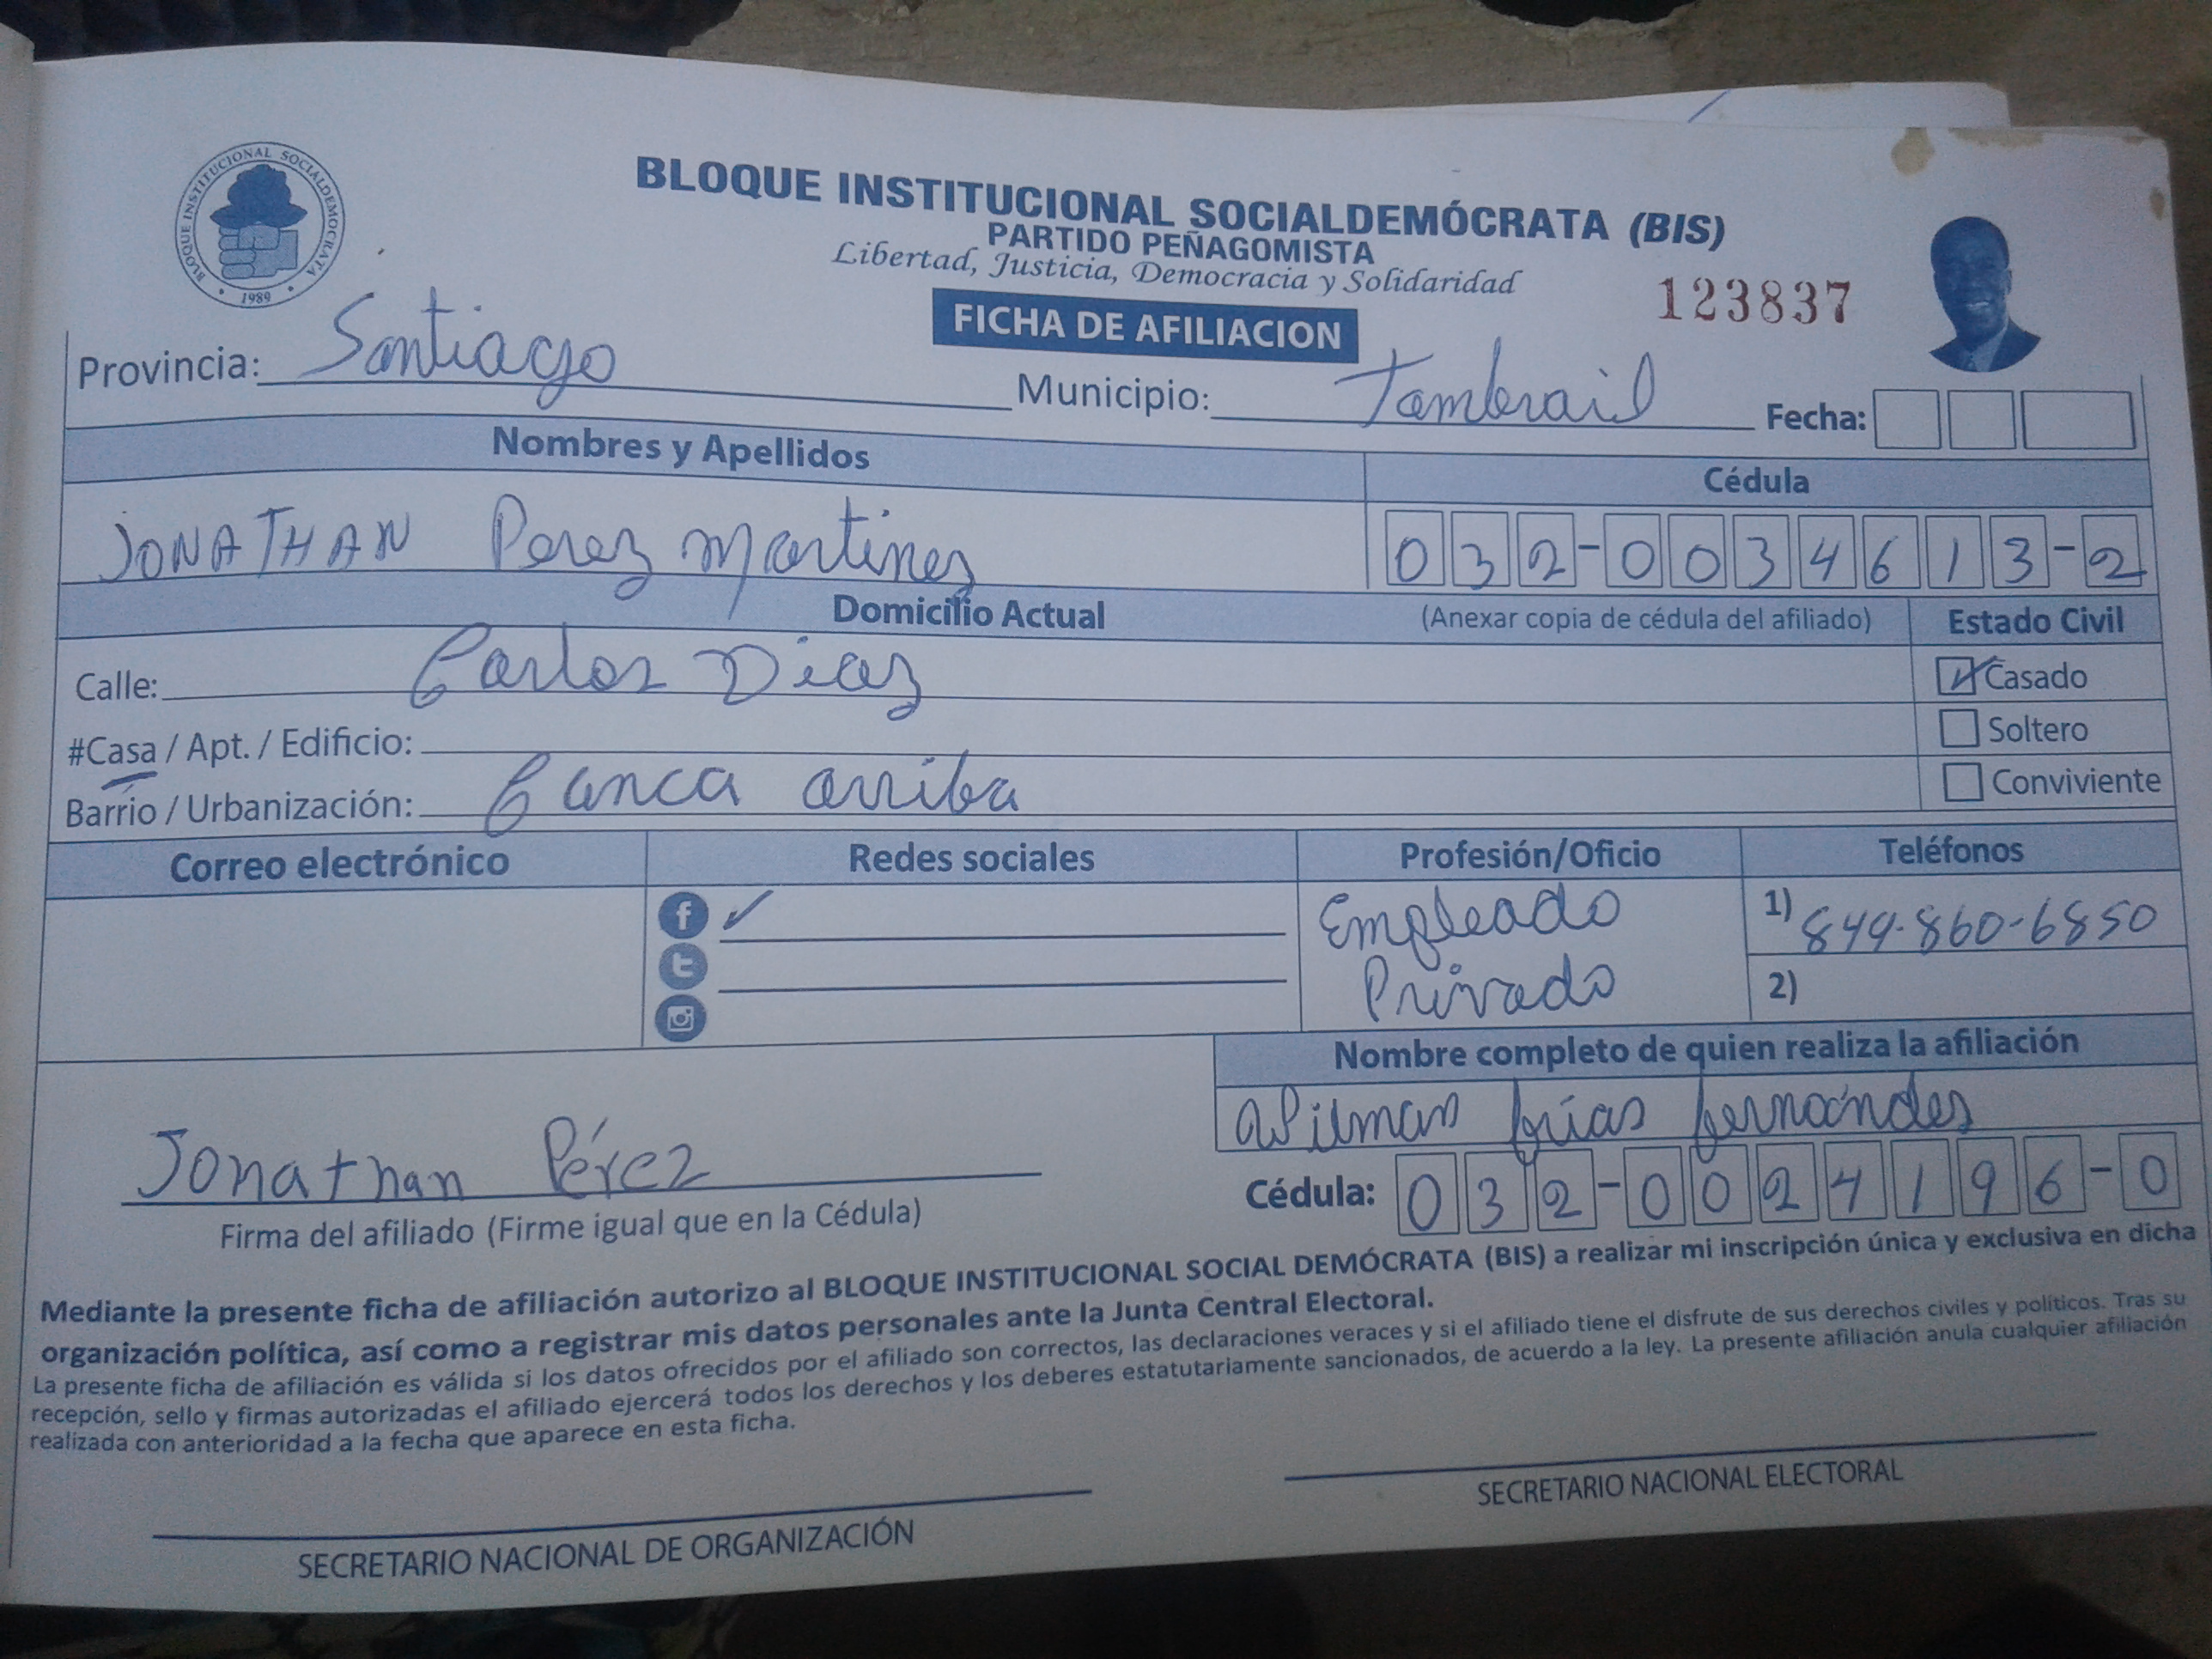 BLOQUE INSTITUCIONAL SOCIALDEMOCRATA
1989
BLOQUE INSTITUCIONAL SOCIALDEMÓCRATA (BIS)
PARTIDO PEÑAGOMISTA
Libertad, Justicia, Democracia y Solidaridad
FICHA DE AFILIACION
123837
Provincia: Santiago Municipio: Tambrail Fecha:
Nombres y Apellidos Cédula
JONATHAN Perez Martinez 032-0034613-2
Domicilio Actual (Anexar copia de cédula del afiliado) Estado Civil
Calle: Carlos Diaz Casado
#Casa / Apt. / Edificio: Soltero
Barrio / Urbanización: Canca arriba Conviviente
Correo electrónico Redes sociales Profesión/Oficio Teléfonos
Empleado 1) 849-860-6850
Privado 2)
Nombre completo de quien realiza la afiliación
Wilman frías fernández
Jonathan Pérez Cédula: 032-0024196-0
Firma del afiliado (Firme igual que en la Cédula)
Mediante la presente ficha de afiliación autorizo al BLOQUE INSTITUCIONAL SOCIAL DEMÓCRATA (BIS) a realizar mi inscripción única y exclusiva en dicha
organización política, así como a registrar mis datos personales ante la Junta Central Electoral.
La presente ficha de afiliación es válida si los datos ofrecidos por el afiliado son correctos, las declaraciones veraces y si el afiliado tiene el disfrute de sus derechos civiles y políticos. Tras su
recepción, sello y firmas autorizadas el afiliado ejercerá todos los derechos y los deberes estatutariamente sancionados, de acuerdo a la ley. La presente afiliación anula cualquier afiliación
realizada con anterioridad a la fecha que aparece en esta ficha.
SECRETARIO NACIONAL DE ORGANIZACIÓN SECRETARIO NACIONAL ELECTORAL